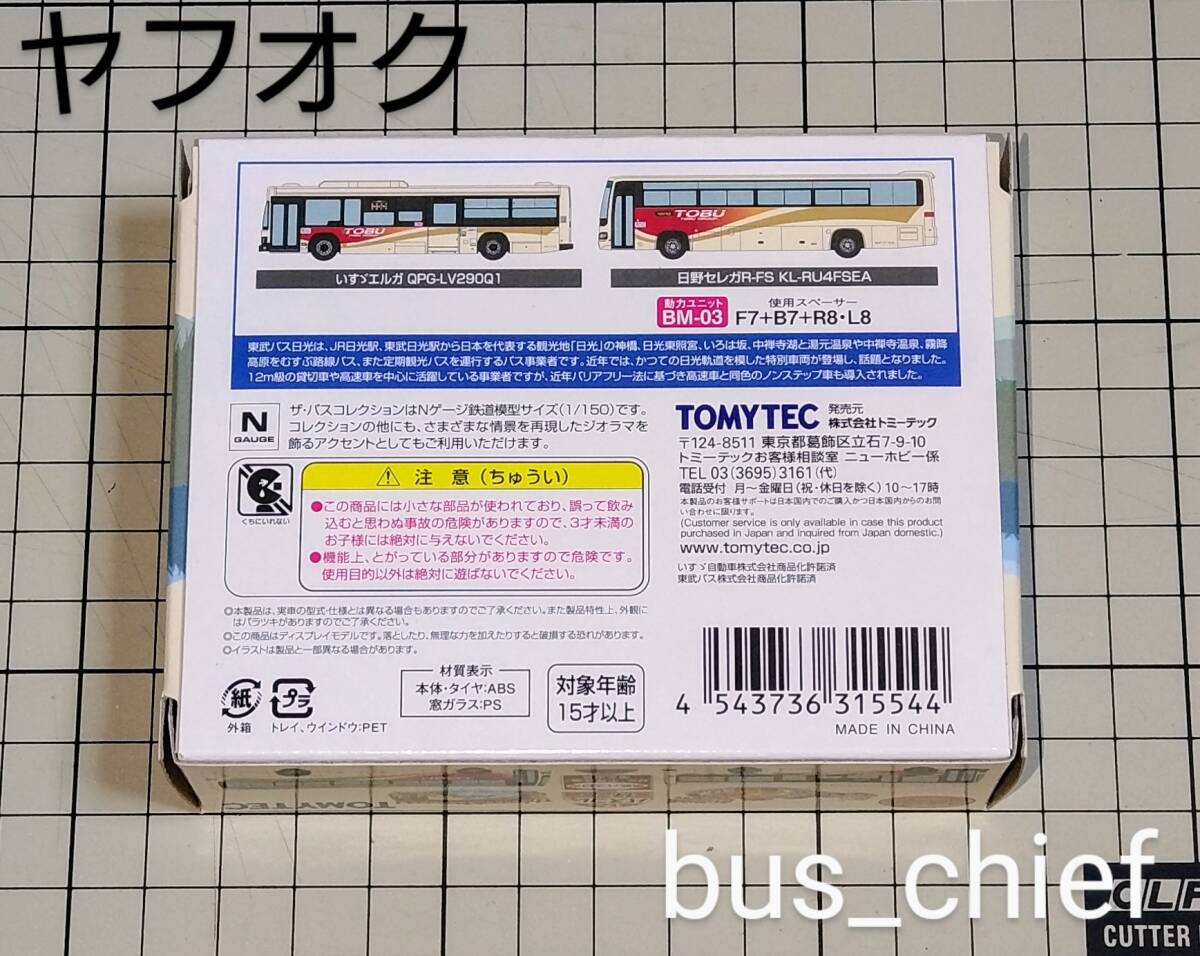 ヤフオク
TOBU
TOBU
いすゞエルガ QPG-LV290Q1
日野セレガR-FS KL-RU4FSEA
動力ユニット
BM-03
使用スペーサー
F7+B7+R8・L8
東武バス日光は、JR日光駅、東武日光駅から日本を代表する観光地「日光」の神橋、日光東照宮、いろは坂、中禅寺湖と湯元温泉や中禅寺温泉、霧降
高原をむすぶ路線バス、また定期観光バスを運行するバス事業者です。近年では、かつての日光軌道を模した特別車両が登場し、話題となりました。
12m級の貸切車や高速車を中心に活躍している事業者ですが、近年バリアフリー法に基づき高速車と同色のノンステップ車も導入されました。
N
GAUGE
ザ・バスコレクションはNゲージ鉄道模型サイズ(1/150)です。
コレクションの他にも、さまざまな情景を再現したジオラマを
飾るアクセントとしてもご利用いただけます。
くちにいれない
注 意(ちゅうい)
●この商品には小さな部品が使われており、誤って飲み
込むと思わぬ事故の危険がありますので、3才未満の
お子様には絶対に与えないでください。
●機能上、とがっている部分がありますので危険です。
使用目的以外は絶対に遊ばないでください。
◎本製品は、実車の型式・仕様とは異なる場合もありますのでご了承ください。また製品特性上、外観に
はバラツキがありますのでご了承ください。
◎この商品はディスプレイモデルです。落としたり、無理な力を加えたりすると破損する恐れがあります。
◎イラストは製品と一部異なる場合があります。
紙
外箱
プラ
トレイ、ウインドウ:PET
材質表示
本体・タイヤ:ABS
窓ガラス:PS
対象年齢
15才以上
TOMYTEC
発売元
株式会社トミーテック
〒124-8511 東京都葛飾区立石7-9-10
トミーテックお客様相談室 ニューホビー係
TEL 03(3695)3161(代)
電話受付 月~金曜日(祝・休日を除く)10~17時
本製品のお客様サポートは日本国内でのご購入かつ日本国内からのお問
い合わせに限ります。
(Customer service is only available in case this product
purchased in Japan and inquired from Japan domestic.)
www.tomytec.co.jp
いすゞ自動車株式会社商品化許諾済
東武バス株式会社商品化許諾済
4 543736 315544
MADE IN CHINA
TOMYTEC
bus_chief
CUTTER